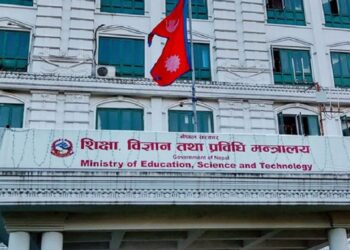 नेपाल सरकार
शिक्षा, विज्ञान तथा प्रविधि मन्त्रालय
Government of Nepal
Ministry of Education, Science and Technology